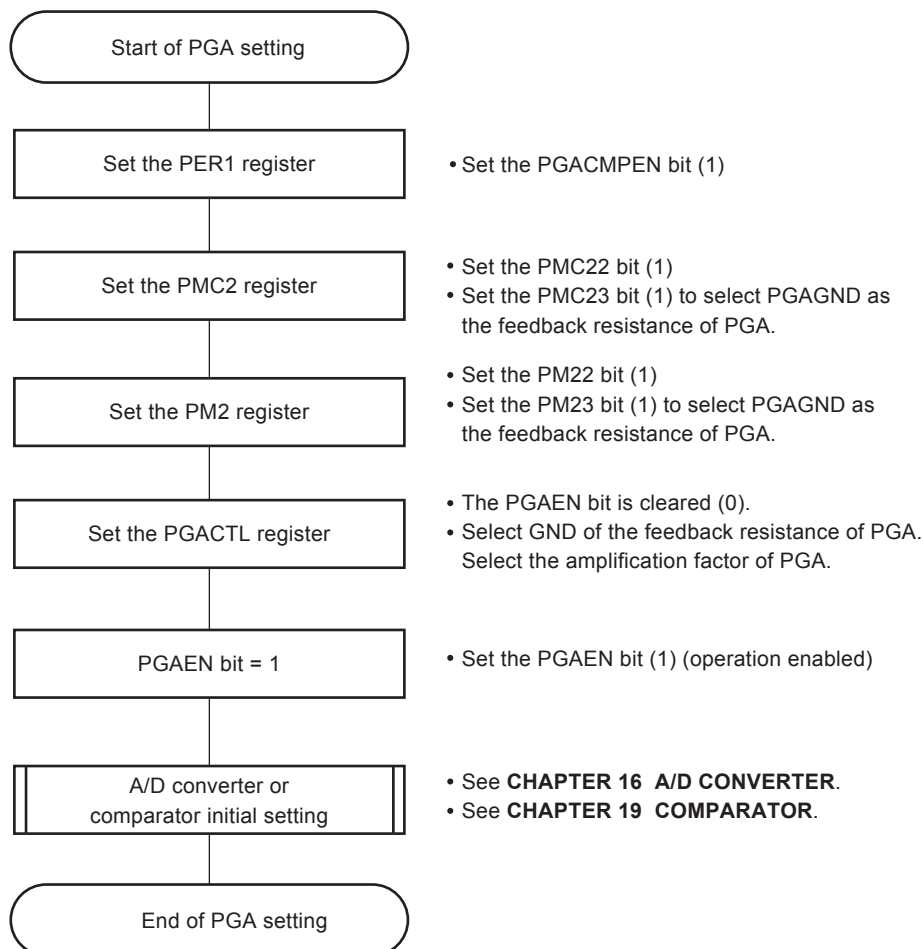 Start of PGA setting
Set the PER1 register
• Set the PGACMPEN bit (1)
Set the PMC2 register
• Set the PMC22 bit (1)
• Set the PMC23 bit (1) to select PGAGND as
the feedback resistance of PGA.
Set the PM2 register
• Set the PM22 bit (1)
• Set the PM23 bit (1) to select PGAGND as
the feedback resistance of PGA.
Set the PGACTL register
• The PGAEN bit is cleared (0).
• Select GND of the feedback resistance of PGA.
Select the amplification factor of PGA.
PGAEN bit = 1
• Set the PGAEN bit (1) (operation enabled)
A/D converter or
comparator initial setting
• See CHAPTER 16 A/D CONVERTER.
• See CHAPTER 19 COMPARATOR.
End of PGA setting